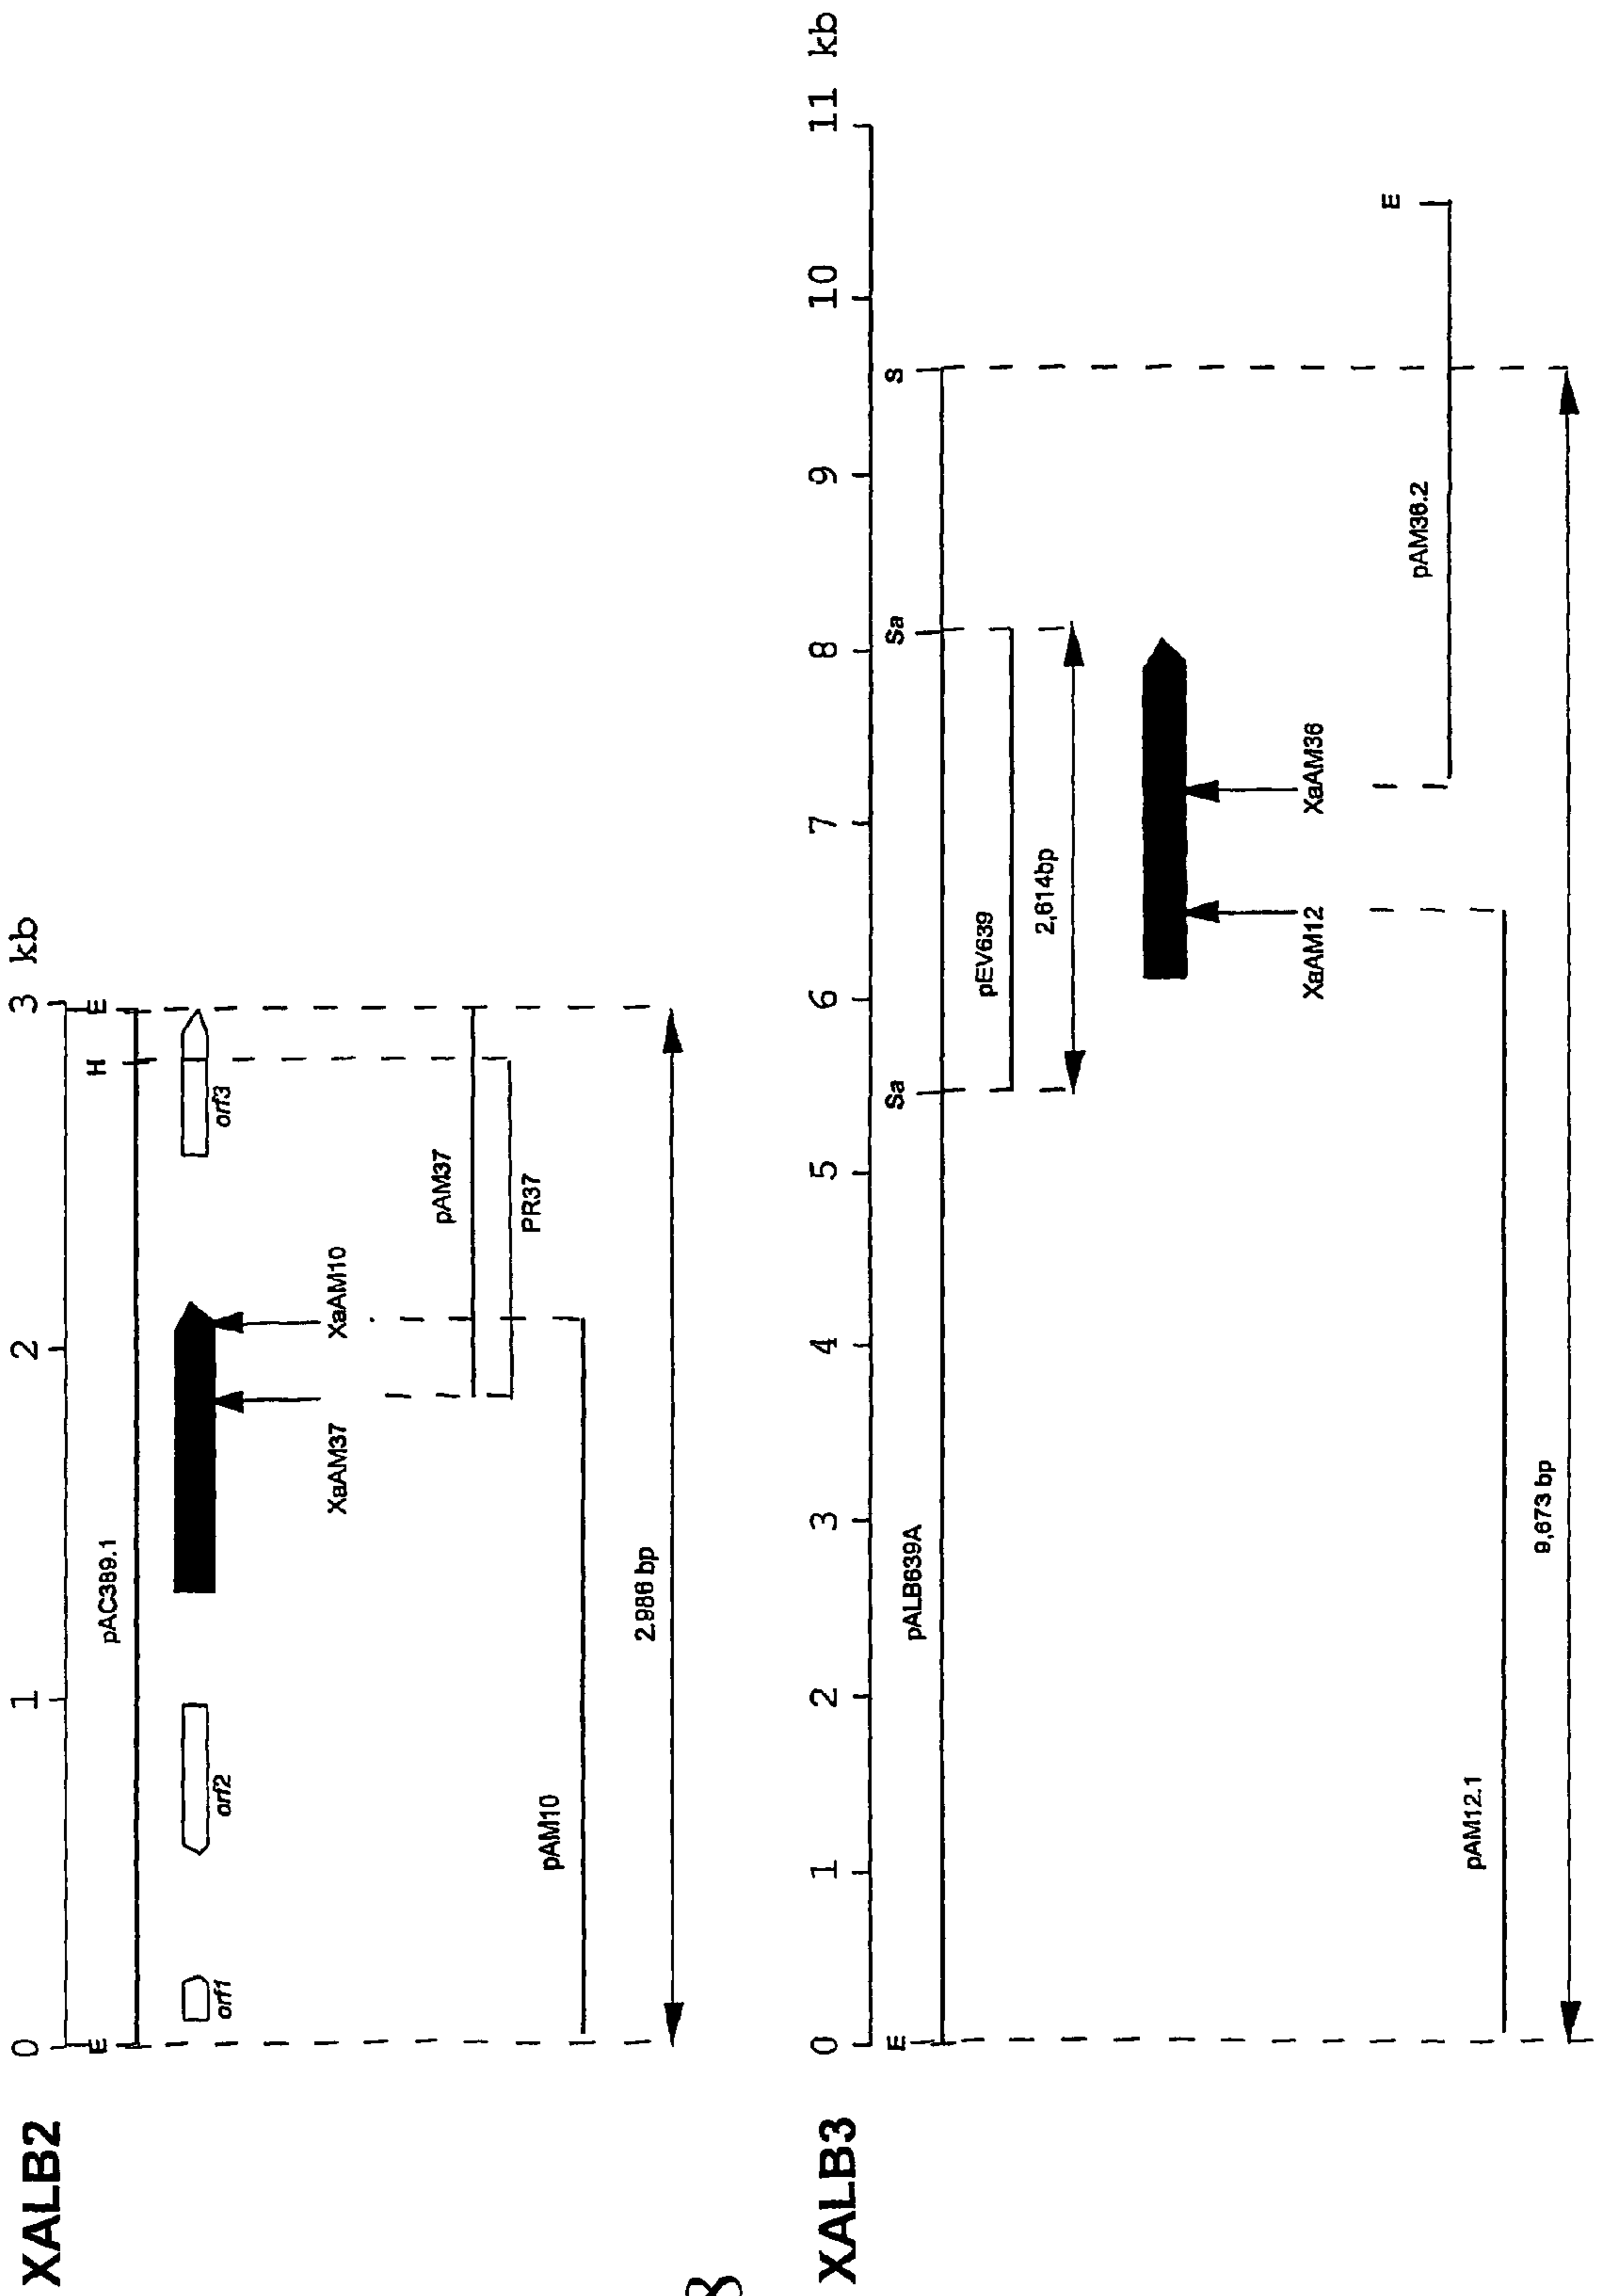 XALB2
0 1 2 3 kb
E H E
pAC389.1
orf1 orf2 orf3
XaAM37 XaAM10
pAM37
PR37
pAM10
2.986 bp
8
XALB3
0 1 2 3 4 5 6 7 8 9 10 11 kb
E Sa Sa S
pALB639A
pEV639
2,614bp
XaAM12 XaAM36
E
pAM36.2
pAM12.1
9,673 bp